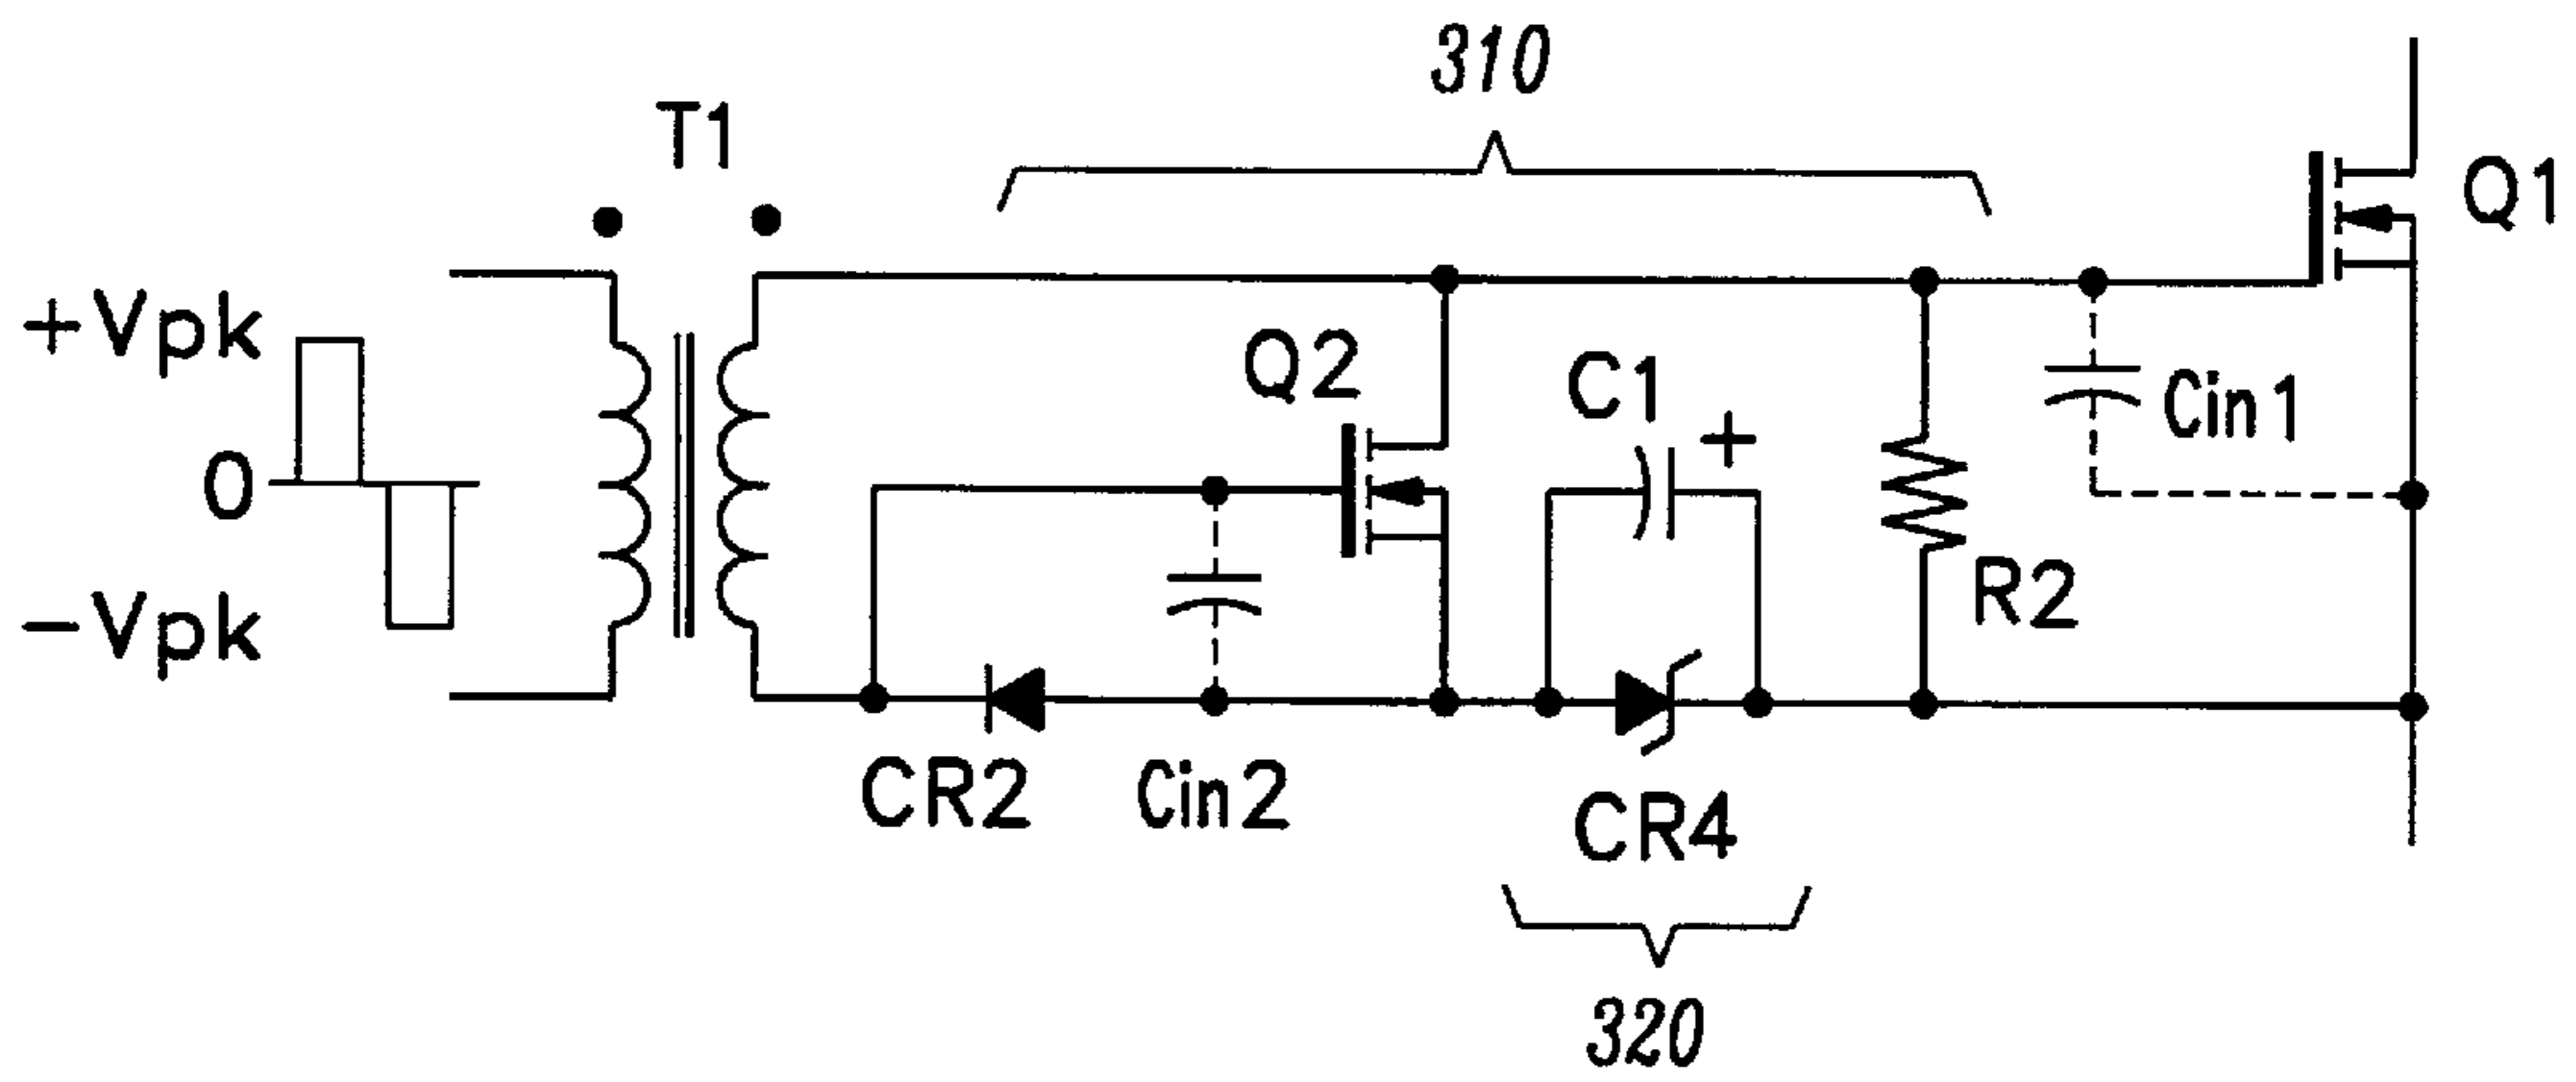 310
T1
Q1
+Vpk
Q2
C1
+
Cin1
0
R2
-Vpk
CR2
Cin2
CR4
320